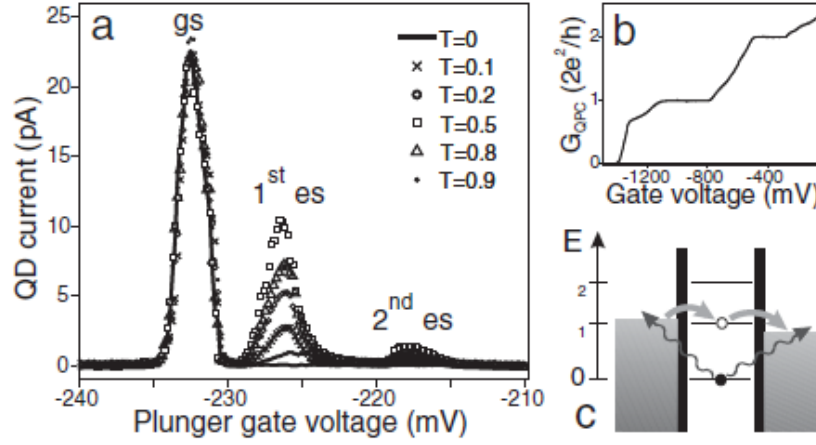 a
gs
T=0
T=0.1
T=0.2
T=0.5
T=0.8
T=0.9
1st es
2nd es
25
20
15
10
5
0
QD current (pA)
-240
-230
-220
-210
Plunger gate voltage (mV)
b
2
1
0
GQPC (2e²/h)
-1200
-800
-400
Gate voltage (mV)
E
2
1
0
C